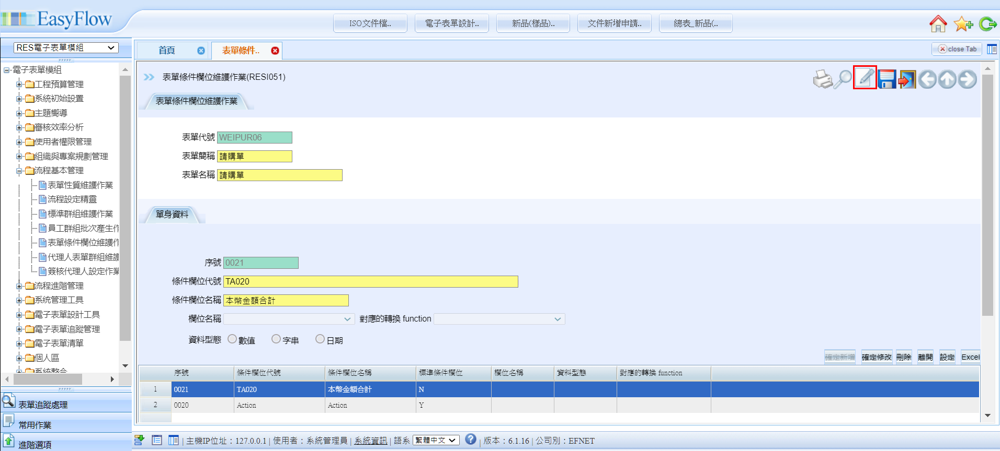 EasyFlow
ISO文件檔..
電子表單設計..
新品(樣品)..
文件新增申請..
總表_新品(..
RES電子表單模組
首頁
表單條件..
close Tab
電子表單模組
工程預算管理
系統初始設置
主題嚮導
審核效率分析
使用者權限管理
組織與專案規劃管理
流程基本管理
表單性質維護作業
流程設定精靈
標準群組維護作業
員工群組批次產生作
表單條件欄位維護作
代理人表單群組維護
簽核代理人設定作業
流程進階管理
系統管理工具
電子表單設計工具
電子表單追蹤管理
電子表單清單
個人區
系統整合
表單追蹤處理
常用作業
進階選項
表單條件欄位維護作業(RESI051)
表單條件欄位維護作業
表單代號 WEIPUR06
表單簡稱 請購單
表單名稱 請購單
單身資料
序號 0021
條件欄位代號 TA020
條件欄位名稱 本幣金額合計
欄位名稱 對應的轉換 function
資料型態 數值 字串 日期
確定新增 確定修改 刪除 離開 設定 Excel
序號 條件欄位代號 條件欄位名稱 標準條件欄位 欄位名稱 資料型態 對應的轉換 function
1 0021 TA020 本幣金額合計 N
2 0020 Action Action Y
| 主機IP位址：127.0.0.1 | 使用者：系統管理員 | 系統資訊 | 語系 繁體中文 | 版本：6.1.16 | 公司別：EFNET